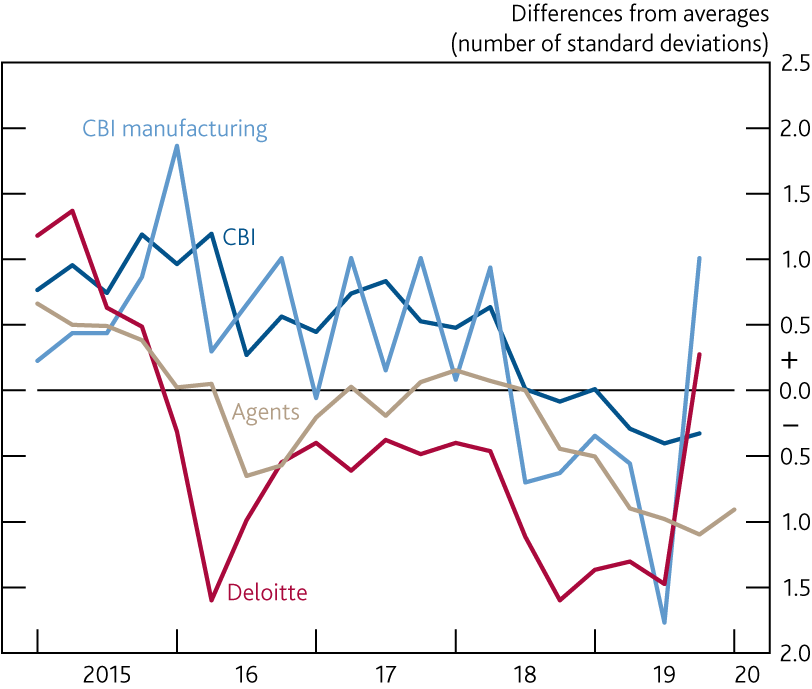 Differences from averages
(number of standard deviations)
2.5
CBI manufacturing
2.0
1.5
CBI
1.0
0.5
+
0.0
Agents
–
0.5
1.0
Deloitte
1.5
2.0
2015 16 17 18 19 20